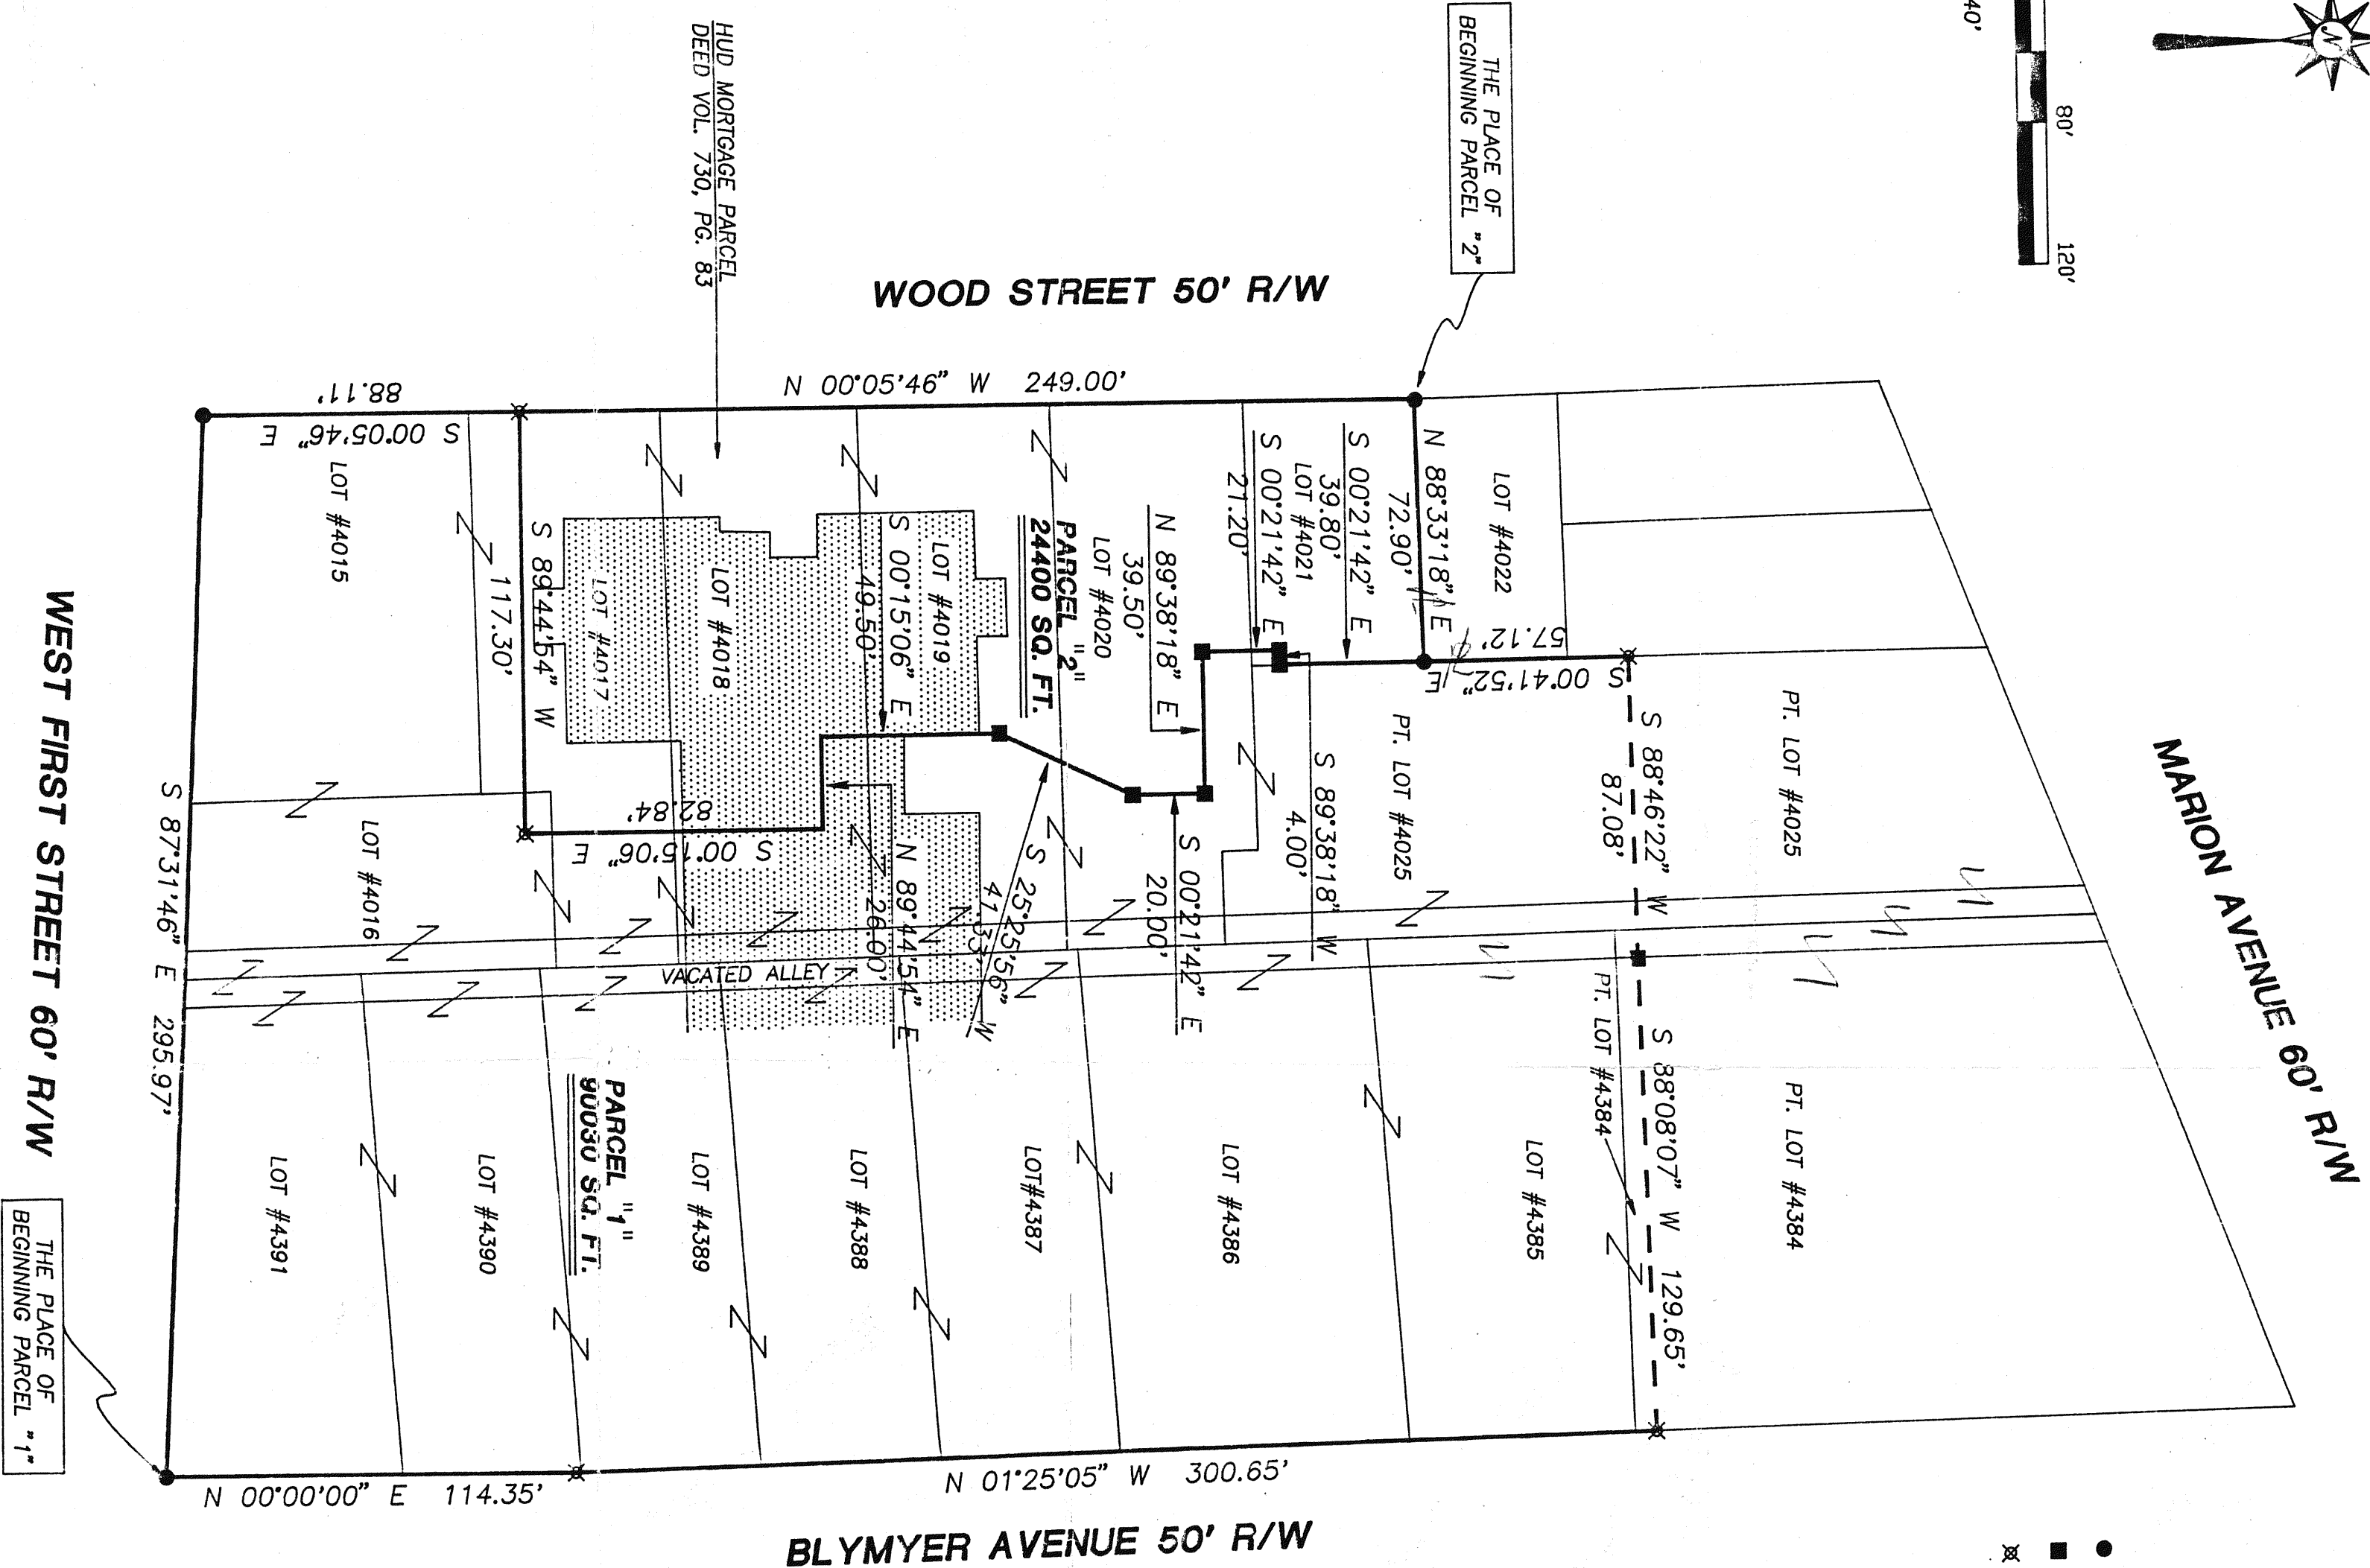 40'
80'
120'
N
THE PLACE OF
BEGINNING PARCEL "2"
HUD MORTGAGE PARCEL
DEED VOL. 730, PG. 83
WOOD STREET 50' R/W
N 00°05'46" W 249.00'
88.11'
S 00°05'46" E
LOT #4015
S 89°44'54" W
117.30'
LOT #4017
LOT #4018
S 00°15'06" E
49.50'
LOT #4019
PARCEL "2"
24400 SQ. FT.
LOT #4020
N 89°38'18" E
39.50'
S 00°21'42" E
21.20'
LOT #4021
S 00°21'42" E
39.80'
N 88°33'18" E
72.90'
LOT #4022
57.12'
S 00°41'52" E
PT. LOT #4025
PT. LOT #4025
S 88°46'22" W
87.08'
S 89°38'18" W
4.00'
S 00°21'42" E
20.00'
S 25°25'56" W
41.33'
N 89°44'54" E
26.00'
82.84'
S 00°15'06" E
LOT #4016
VACATED ALLEY
MARION AVENUE 60' R/W
WEST FIRST STREET 60' R/W
S 87°31'46" E 295.97'
PARCEL "1"
90030 SQ. FT.
LOT #4391
LOT #4390
LOT #4389
LOT #4388
LOT#4387
LOT #4386
LOT #4385
PT. LOT #4384
PT. LOT #4384
S 88°08'07" W 129.65'
THE PLACE OF
BEGINNING PARCEL "1"
N 00°00'00" E 114.35'
N 01°25'05" W 300.65'
BLYMYER AVENUE 50' R/W